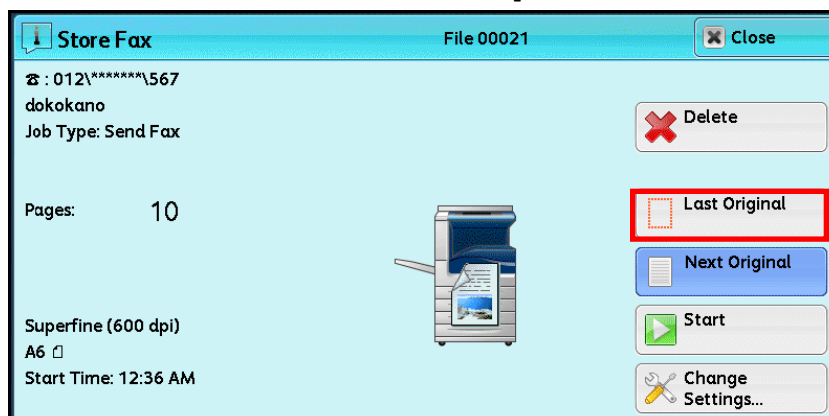 Store Fax
File 00021
Close
☎ : 012\*******\567
dokokano
Job Type: Send Fax
Delete
Pages: 10
Last Original
Next Original
Superfine (600 dpi)
Start
A6
Start Time: 12:36 AM
Change
Settings...